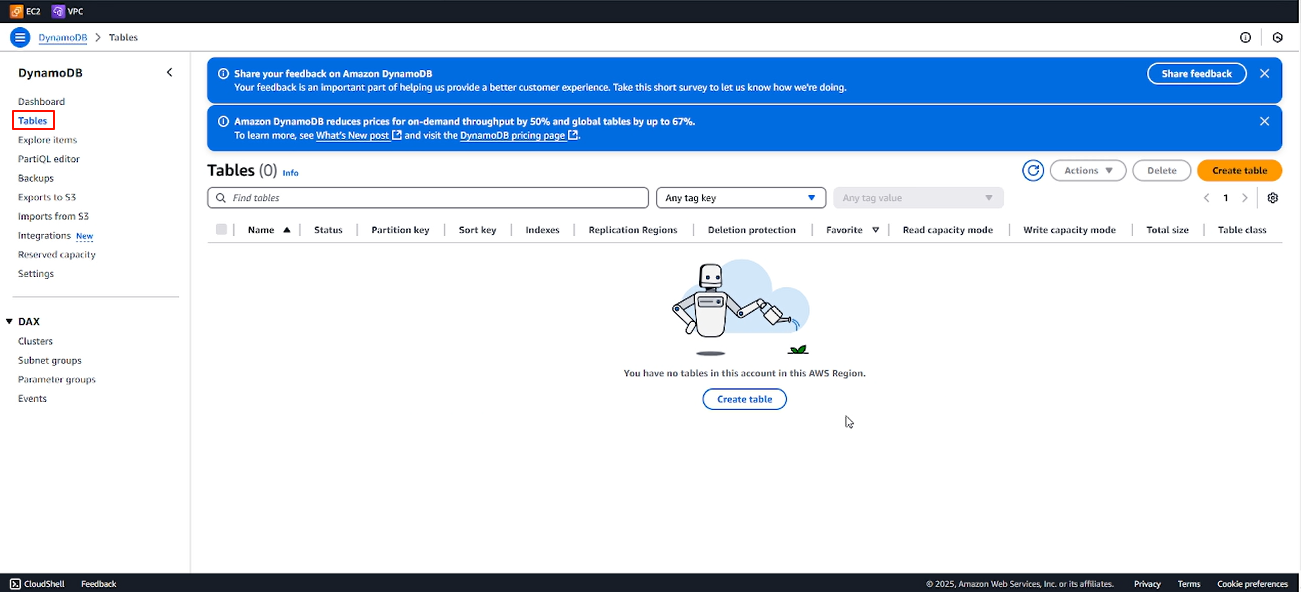 EC2 VPC
DynamoDB > Tables
DynamoDB
Dashboard
Tables
Explore items
PartiQL editor
Backups
Exports to S3
Imports from S3
Integrations New
Reserved capacity
Settings
DAX
Clusters
Subnet groups
Parameter groups
Events
Share your feedback on Amazon DynamoDB
Your feedback is an important part of helping us provide a better customer experience. Take this short survey to let us know how we're doing.
Share feedback
Amazon DynamoDB reduces prices for on-demand throughput by 50% and global tables by up to 67%.
To learn more, see What's New post and visit the DynamoDB pricing page.
Tables (0) Info
Actions Delete Create table
Find tables Any tag key Any tag value 1
Name Status Partition key Sort key Indexes Replication Regions Deletion protection Favorite Read capacity mode Write capacity mode Total size Table class
You have no tables in this account in this AWS Region.
Create table
CloudShell Feedback © 2025, Amazon Web Services, Inc. or its affiliates. Privacy Terms Cookie preferences